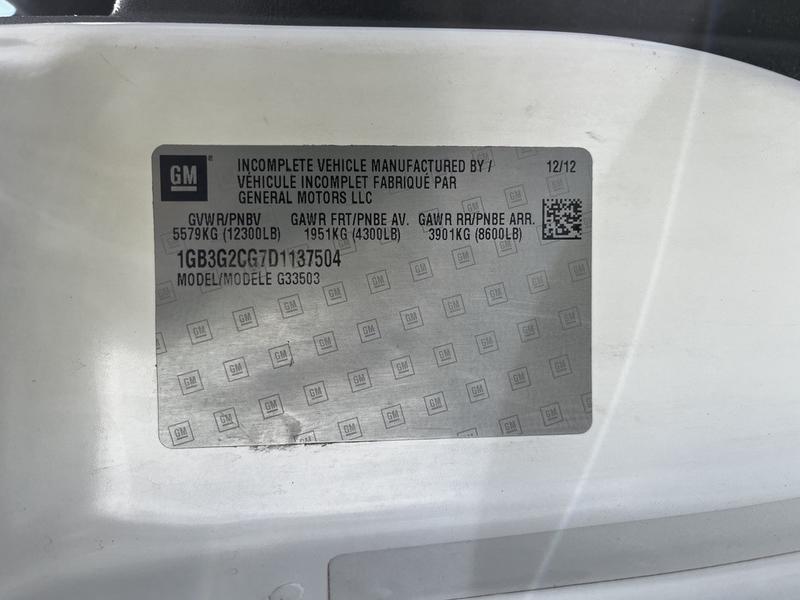 GM® INCOMPLETE VEHICLE MANUFACTURED BY / 12/12
VÉHICULE INCOMPLET FABRIQUÉ PAR
GENERAL MOTORS LLC
GVWR/PNBV GAWR FRT/PNBE AV. GAWR RR/PNBE ARR.
5579KG (12300LB) 1951KG (4300LB) 3901KG (8600LB)
1GB3G2CG7D1137504
MODEL/MODÈLE G33503